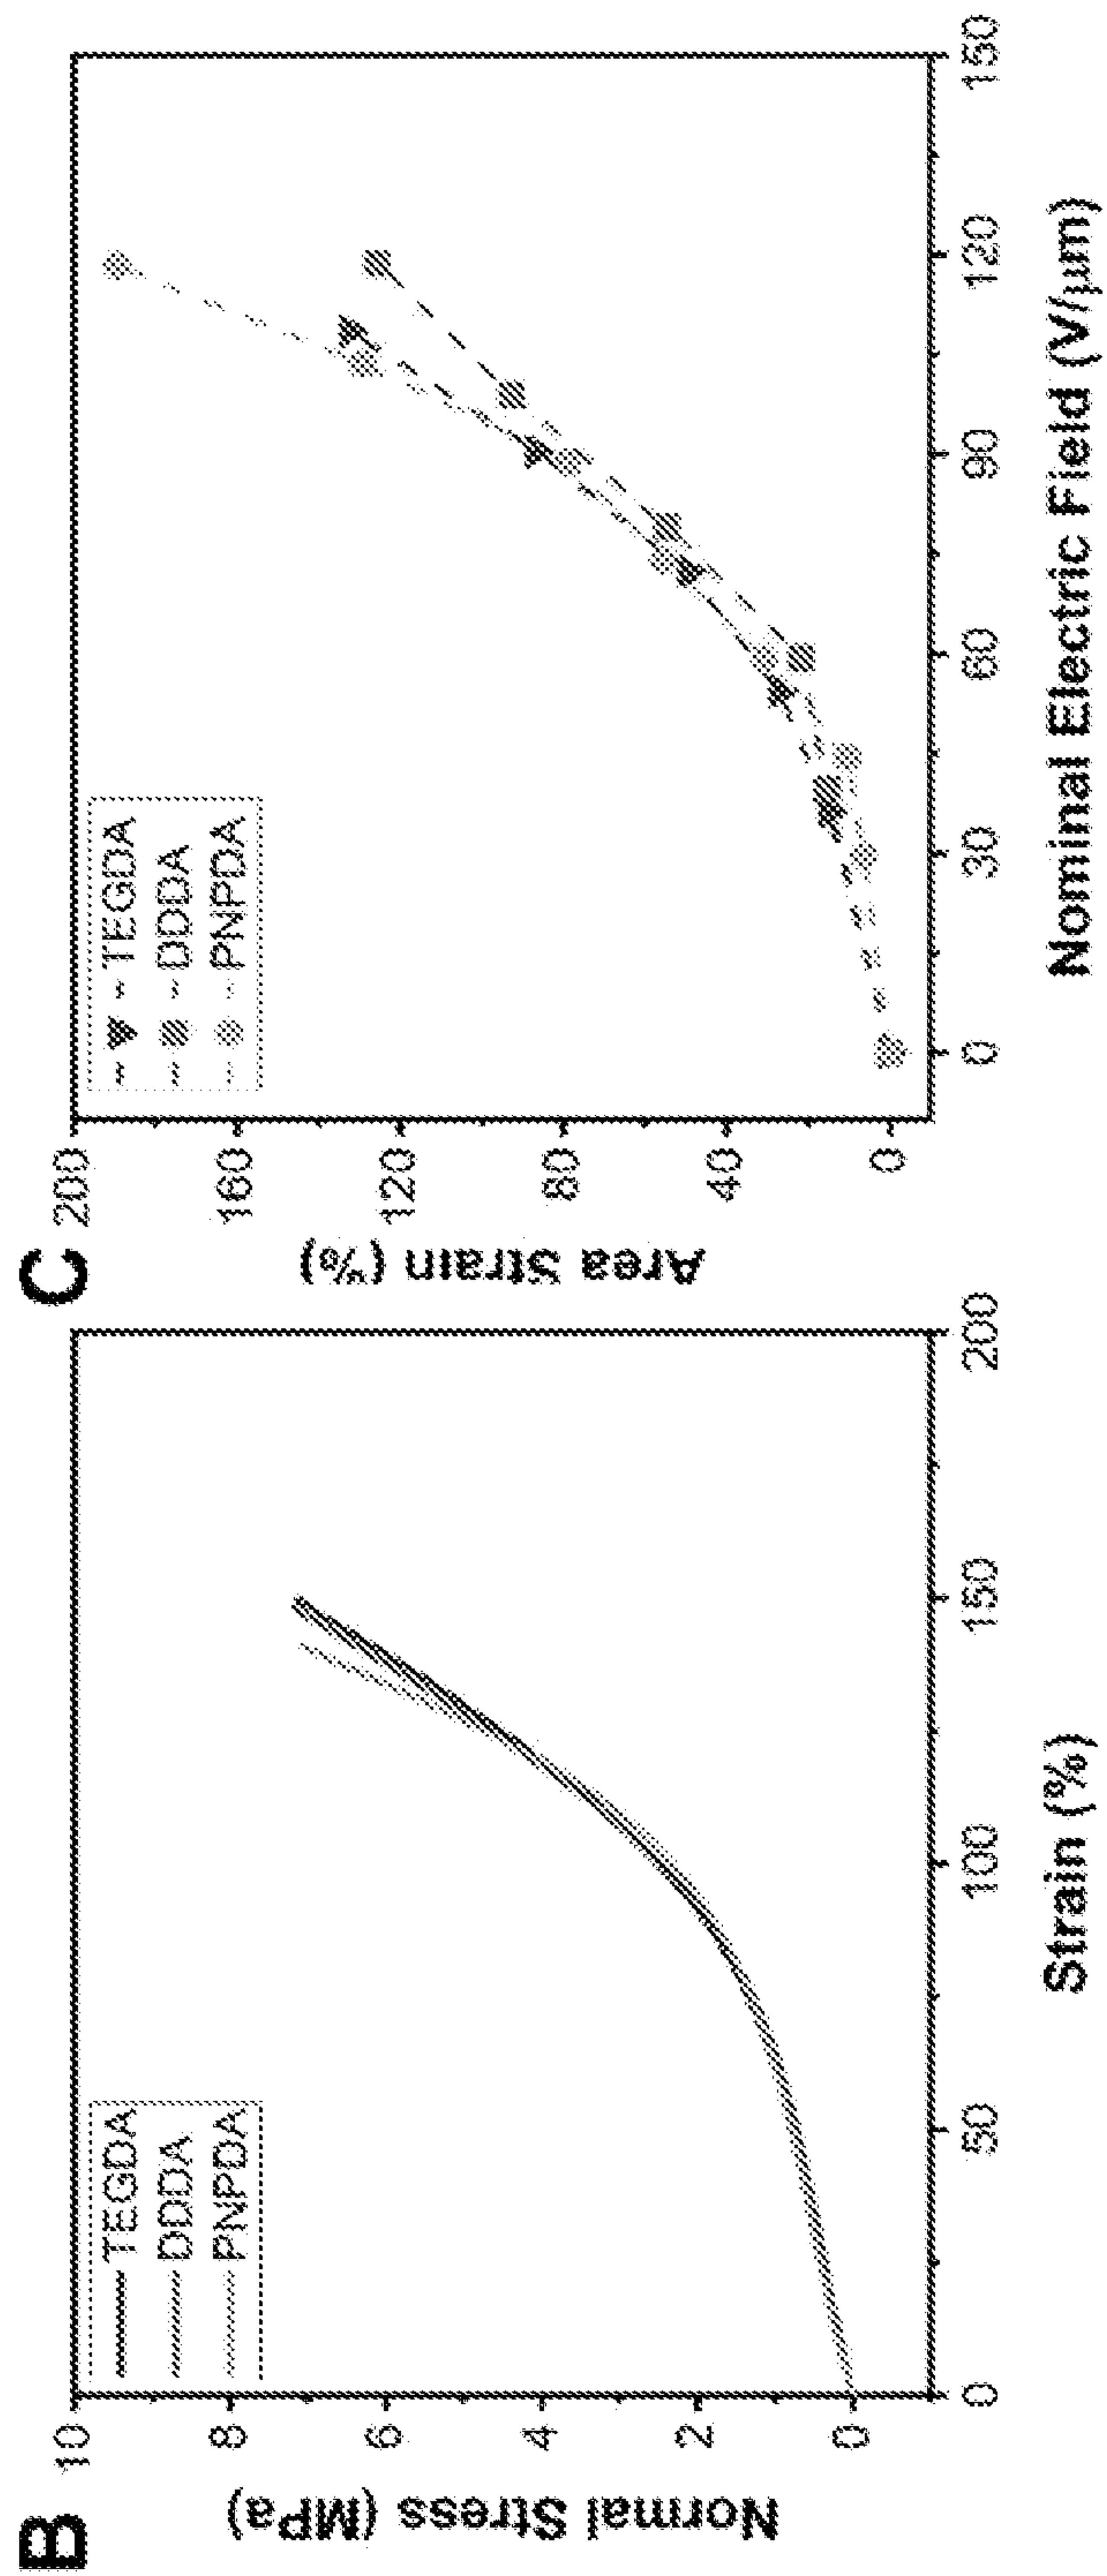 B
Normal Stress (MPa)
10
8
6
4
2
0
TEGDA
DDDA
PNPDA
0
50
100
150
200
Strain (%)
C
Area Strain (%)
200
160
120
80
40
0
TEGDA
DDDA
PNPDA
0
30
60
90
120
150
Nominal Electric Field (V/μm)